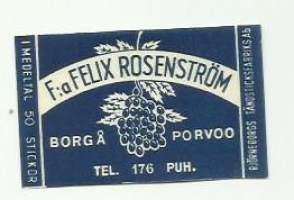 I MEDELTAL 50 STICKOR
F:a FELIX ROSENSTRÖM
BORGÅ PORVOO
TEL. 176 PUH.
BJÖRNEBORGS TÄNDSTICKSFABRIKS AB